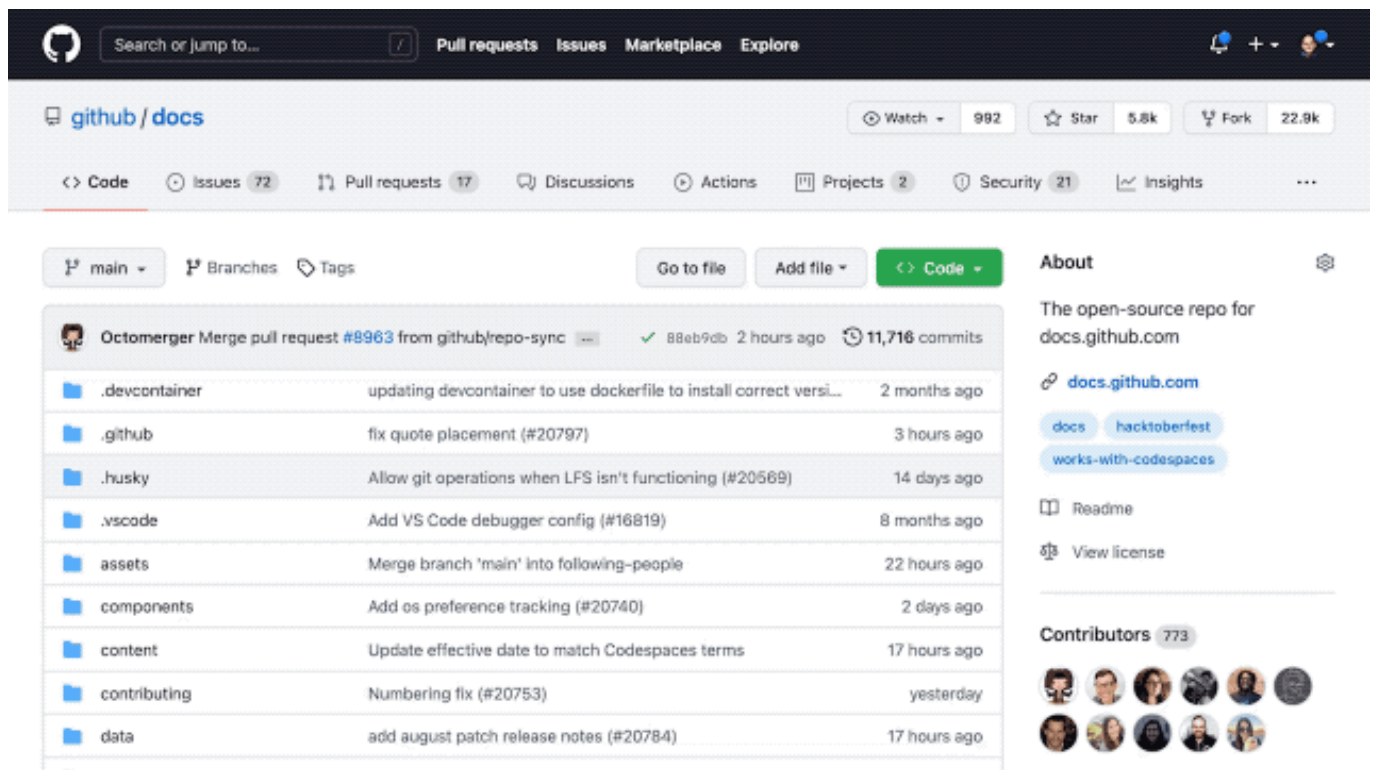 Search or jump to... / Pull requests Issues Marketplace Explore
github / docs Watch 992 Star 5.8k Fork 22.9k
<> Code Issues 72 Pull requests 17 Discussions Actions Projects 2 Security 21 Insights ...
main Branches Tags Go to file Add file <> Code
Octomerger Merge pull request #8963 from github/repo-sync ... 88eb9db 2 hours ago 11,716 commits
.devcontainer updating devcontainer to use dockerfile to install correct versi... 2 months ago
.github fix quote placement (#20797) 3 hours ago
.husky Allow git operations when LFS isn't functioning (#20569) 14 days ago
.vscode Add VS Code debugger config (#16819) 8 months ago
assets Merge branch 'main' into following-people 22 hours ago
components Add os preference tracking (#20740) 2 days ago
content Update effective date to match Codespaces terms 17 hours ago
contributing Numbering fix (#20753) yesterday
data add august patch release notes (#20784) 17 hours ago
About
The open-source repo for
docs.github.com
docs.github.com
docs hacktoberfest
works-with-codespaces
Readme
View license
Contributors 773